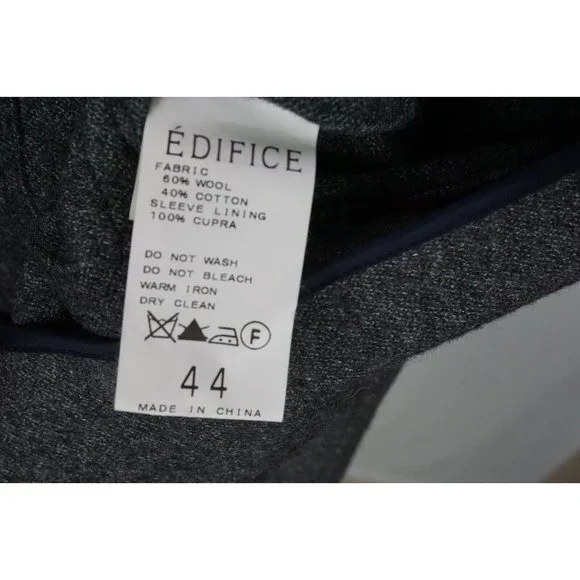 ÉDIFICE
FABRIC
60% WOOL
40% COTTON
SLEEVE LINING
100% CUPRA
DO NOT WASH
DO NOT BLEACH
WARM IRON
DRY CLEAN
F
44
MADE IN CHINA